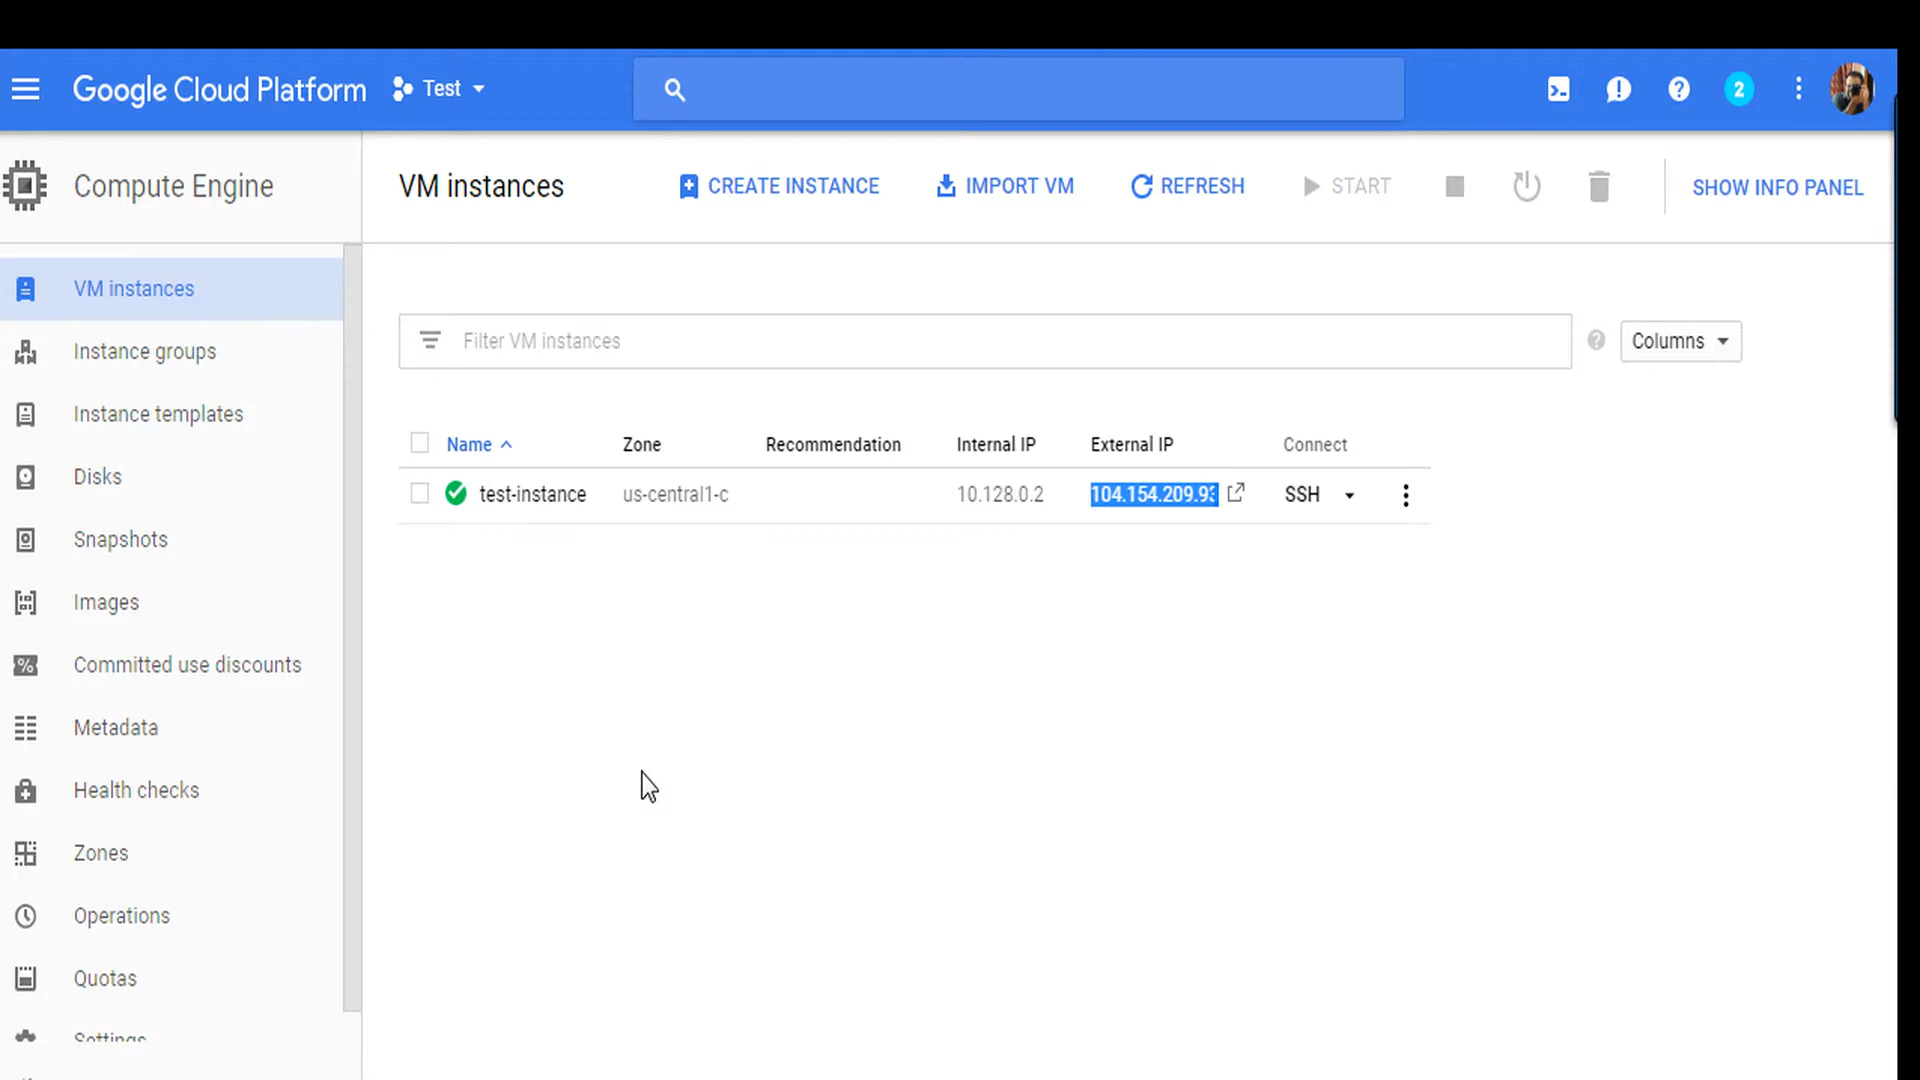 Google Cloud Platform
Test
2
Compute Engine
VM instances
CREATE INSTANCE
IMPORT VM
REFRESH
START
SHOW INFO PANEL
VM instances
Instance groups
Instance templates
Disks
Snapshots
Images
Committed use discounts
Metadata
Health checks
Zones
Operations
Quotas
Settings
Filter VM instances
Columns
Name Zone Recommendation Internal IP External IP Connect
test-instance us-central1-c 10.128.0.2 104.154.209.93 SSH